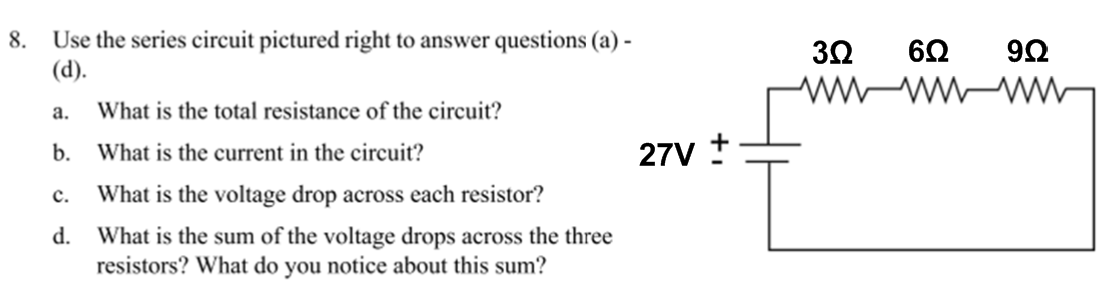 8. Use the series circuit pictured right to answer questions (a) -
(d).
a. What is the total resistance of the circuit?
b. What is the current in the circuit?
c. What is the voltage drop across each resistor?
d. What is the sum of the voltage drops across the three
resistors? What do you notice about this sum?
3Ω 6Ω 9Ω
27V + -